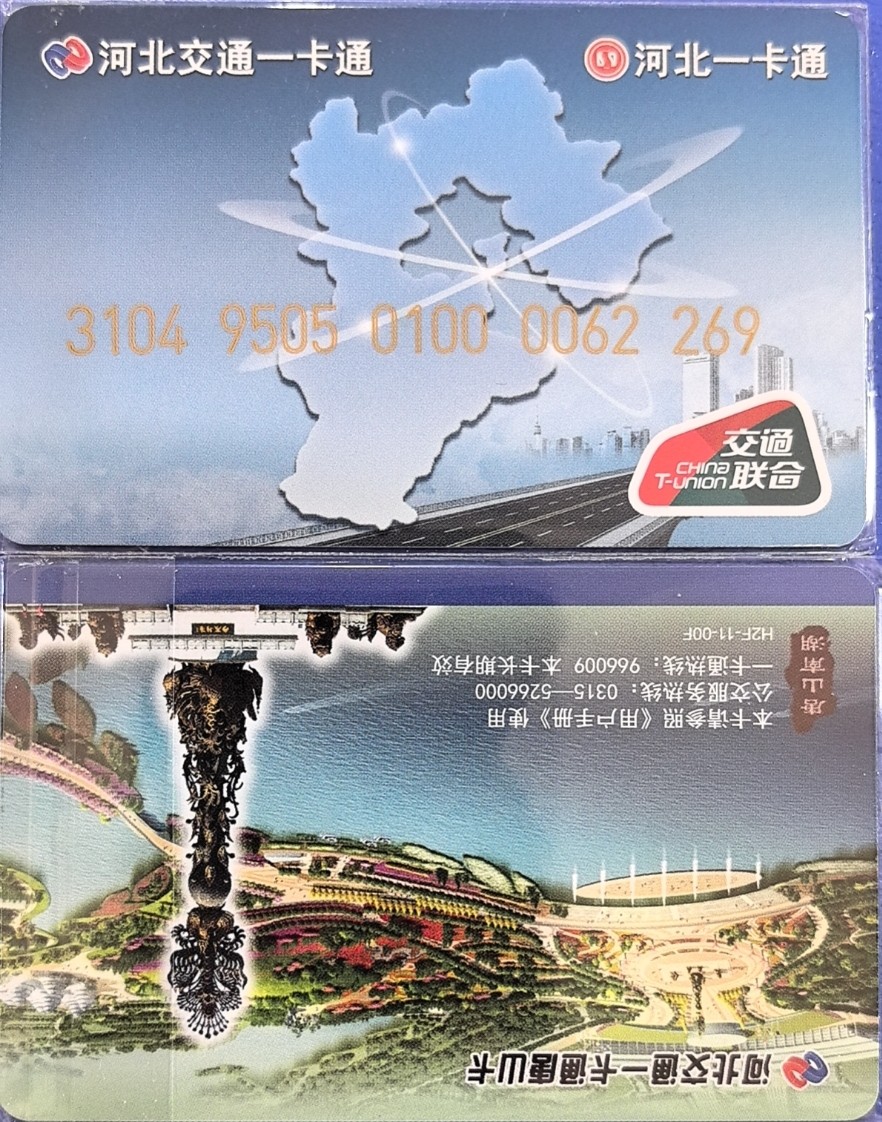 河北交通一卡通
河北一卡通
3104 9505 0100 0062 269
交通
CHINA
T-UNION 联合
河北交通一卡通唐山卡
唐山
南湖
本卡请参照《用户手册》使用
公交服务热线：0315—5266000
一卡通热线：966009 本卡长期有效
H2F-11-00F